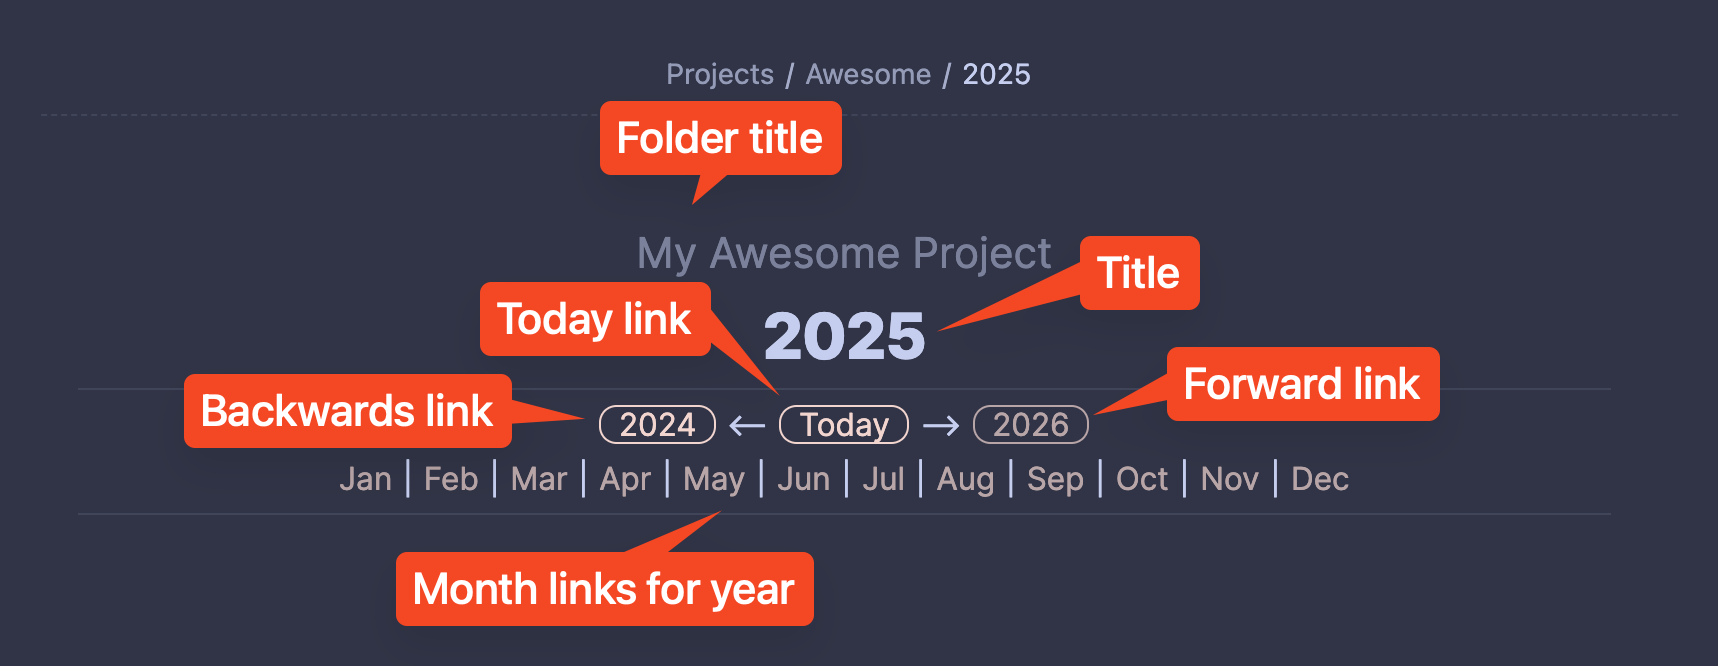 Projects / Awesome / 2025
Folder title
My Awesome Project
Title
Today link
2025
Forward link
Backwards link
2024 ← Today → 2026
Jan | Feb | Mar | Apr | May | Jun | Jul | Aug | Sep | Oct | Nov | Dec
Month links for year